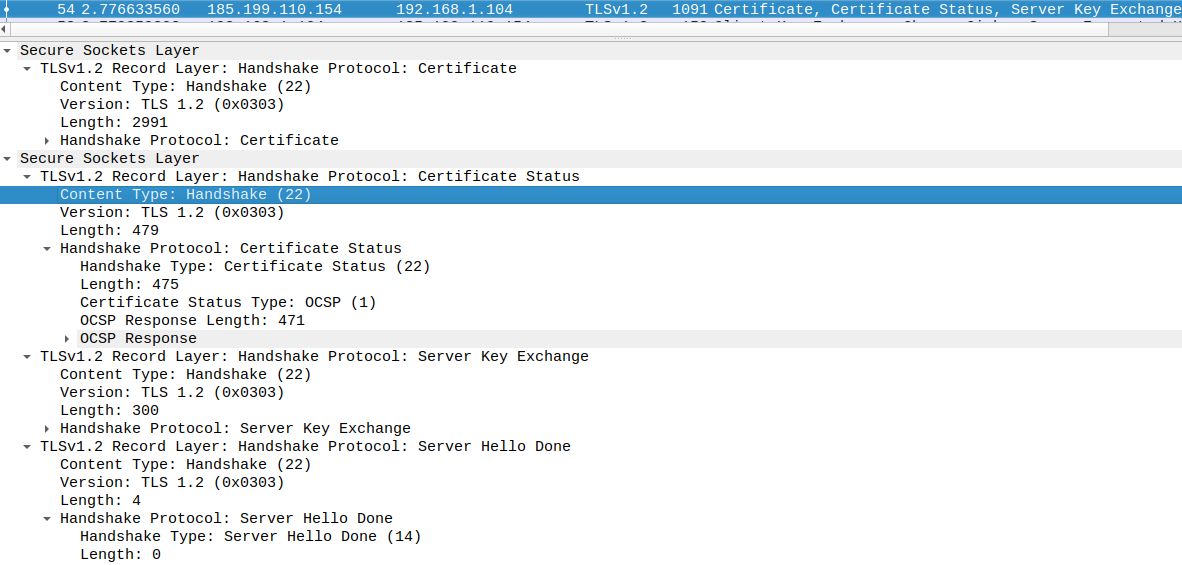 54 2.776633560 185.199.110.154 192.168.1.104 TLSv1.2 1091 Certificate, Certificate Status, Server Key Exchange
Secure Sockets Layer
TLSv1.2 Record Layer: Handshake Protocol: Certificate
Content Type: Handshake (22)
Version: TLS 1.2 (0x0303)
Length: 2991
Handshake Protocol: Certificate
Secure Sockets Layer
TLSv1.2 Record Layer: Handshake Protocol: Certificate Status
Content Type: Handshake (22)
Version: TLS 1.2 (0x0303)
Length: 479
Handshake Protocol: Certificate Status
Handshake Type: Certificate Status (22)
Length: 475
Certificate Status Type: OCSP (1)
OCSP Response Length: 471
OCSP Response
TLSv1.2 Record Layer: Handshake Protocol: Server Key Exchange
Content Type: Handshake (22)
Version: TLS 1.2 (0x0303)
Length: 300
Handshake Protocol: Server Key Exchange
TLSv1.2 Record Layer: Handshake Protocol: Server Hello Done
Content Type: Handshake (22)
Version: TLS 1.2 (0x0303)
Length: 4
Handshake Protocol: Server Hello Done
Handshake Type: Server Hello Done (14)
Length: 0